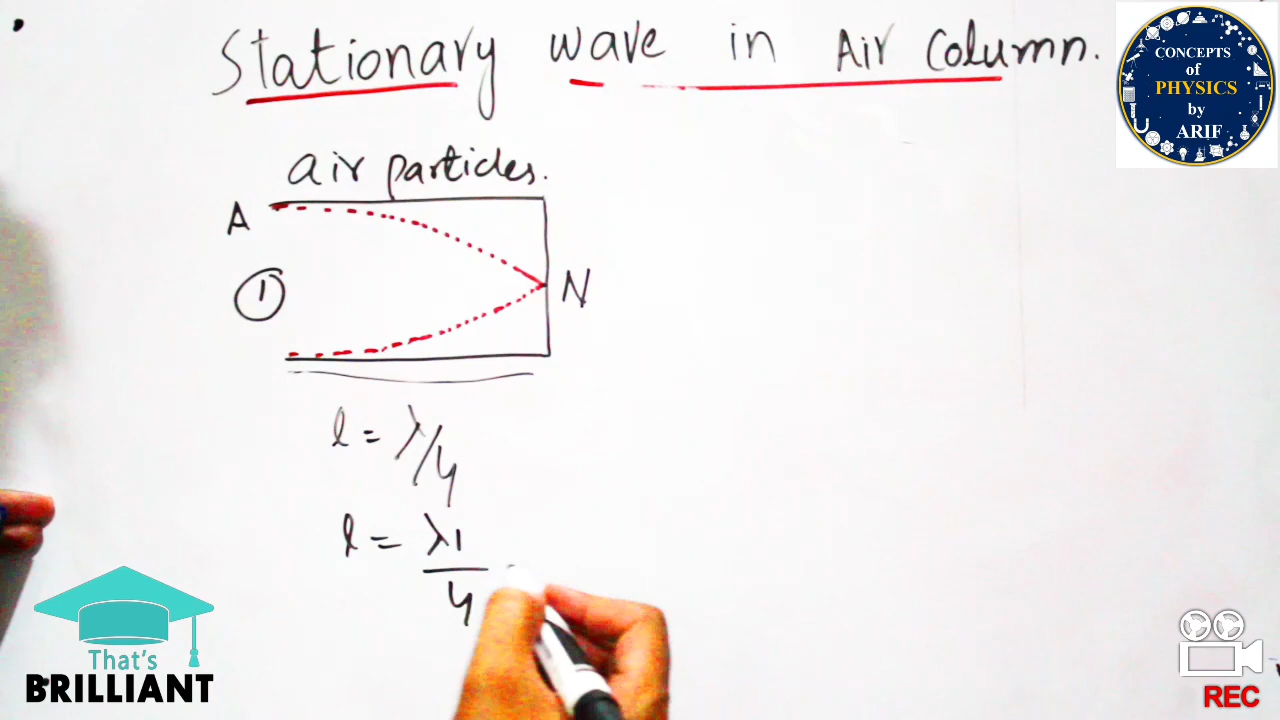 Stationary wave in Air Column.
CONCEPTS
of
PHYSICS
by
ARIF
air particles.
A
1
N
l = λ/4
l = λ1/4
That's
BRILLIANT
REC